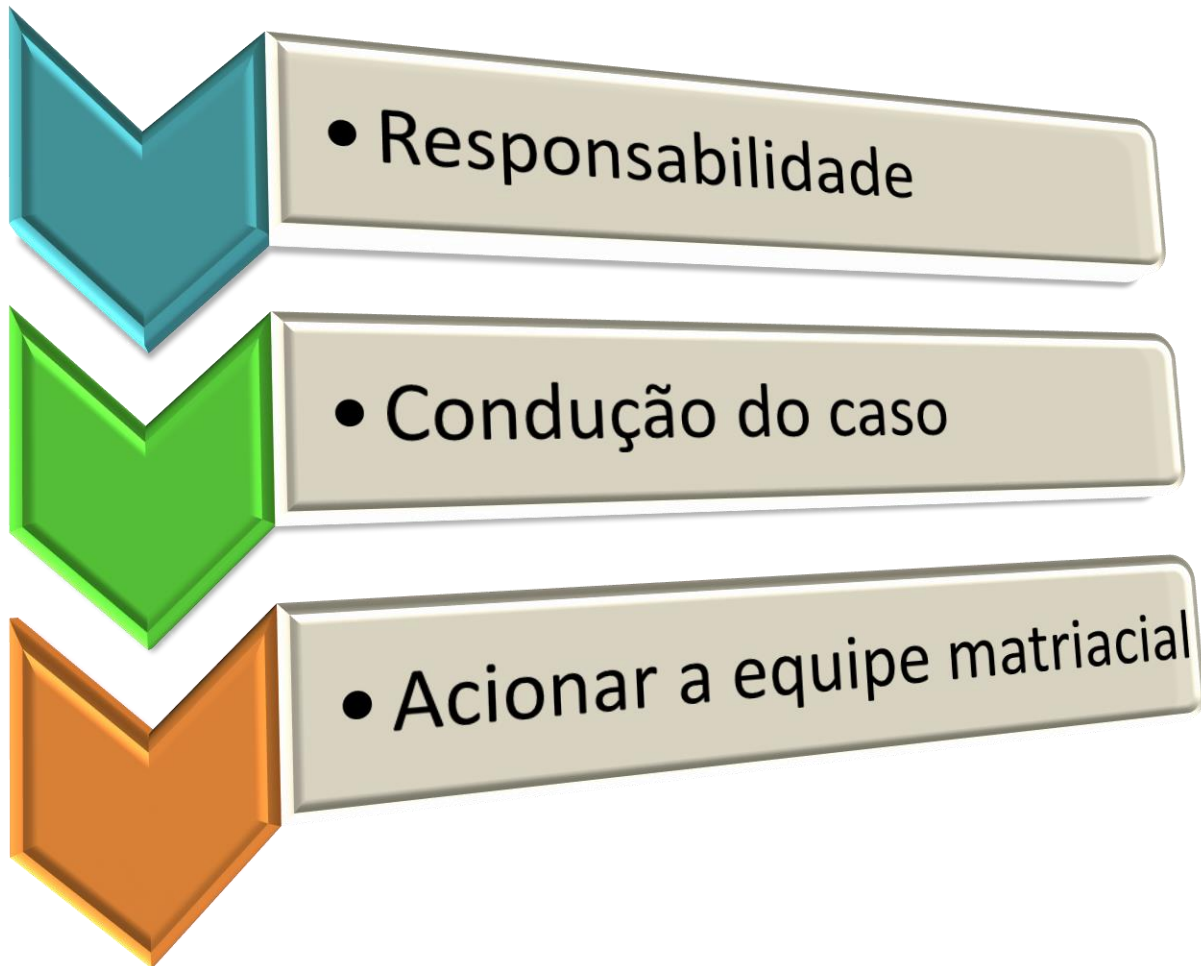 • Responsabilidade
• Condução do caso
• Acionar a equipe matriacial